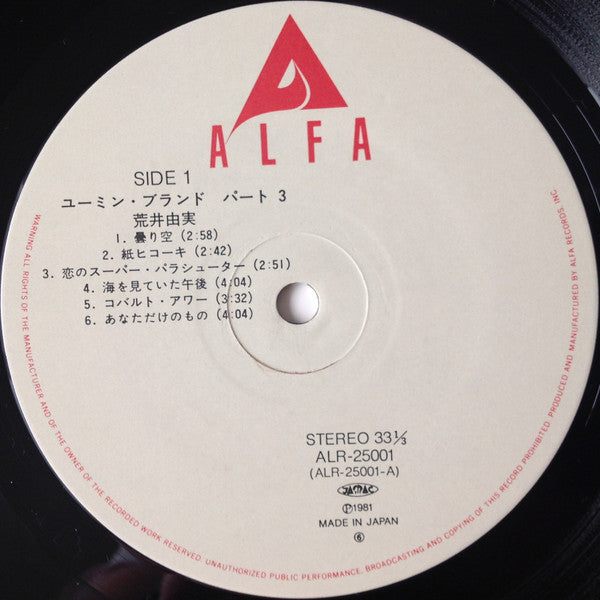 ALFA
SIDE 1
ユーミン・ブランド パート 3
荒井由実
1. 曇り空 (2:58)
2. 紙ヒコーキ (2:42)
3. 恋のスーパー・パラシューター (2:51)
4. 海を見ていた午後 (4:04)
5. コバルト・アワー (3:32)
6. あなただけのもの (4:04)
STEREO 33⅓
ALR-25001
(ALR-25001-A)
JASRAC
Ⓟ1981
MADE IN JAPAN
⑥
WARNING: ALL RIGHTS OF THE MANUFACTURER AND OF THE OWNER OF THE RECORDED WORK RESERVED. UNAUTHORIZED PUBLIC PERFORMANCE, BROADCASTING AND COPYING OF THIS RECORD PROHIBITED. PRODUCED AND MANUFACTURED BY ALFA RECORDS, INC.